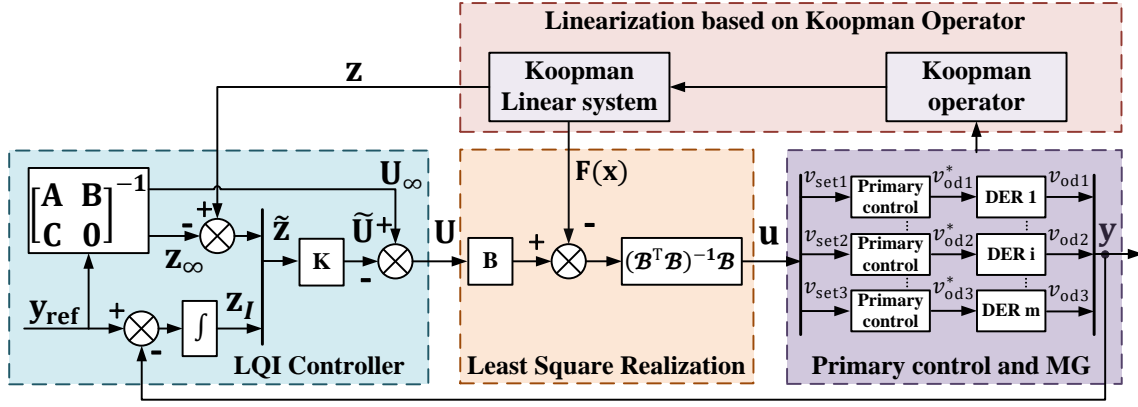 Linearization based on Koopman Operator
Koopman
Linear system
Koopman
operator
z
F(x)
[A B
C 0]⁻¹
U∞
+
-
z∞
z̃
K
Ũ
+
-
U
y_ref
+
-
∫
z_I
LQI Controller
B
+
-
(ℬᵀℬ)⁻¹ℬ
u
Least Square Realization
v_set1
Primary
control
v*_od1
DER 1
v_od1
v_set2
Primary
control
v*_od2
DER i
v_od2
y
v_set3
Primary
control
v*_od3
DER m
v_od3
Primary control and MG